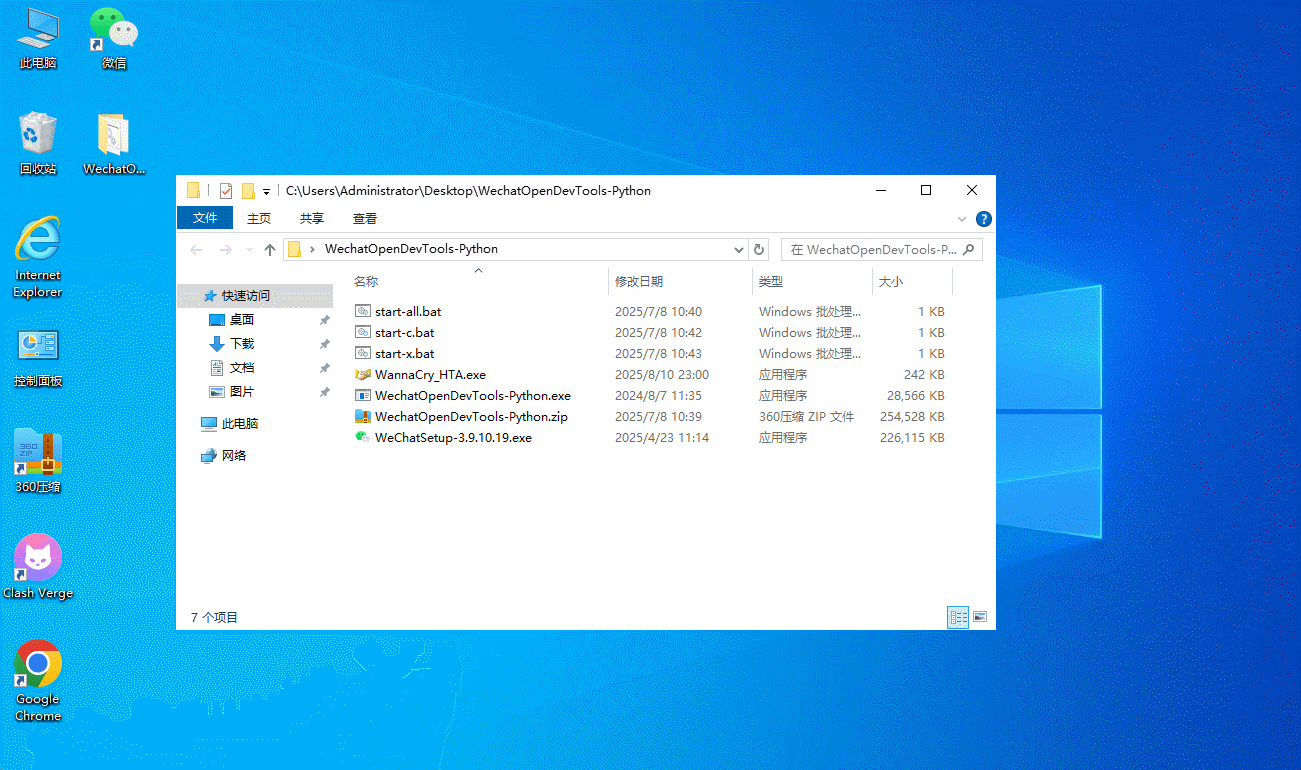 此电脑
微信
回收站
WechatO...
Internet
Explorer
控制面板
360
ZIP
360压缩
Clash Verge
Google
Chrome
C:\Users\Administrator\Desktop\WechatOpenDevTools-Python
文件
主页
共享
查看
WechatOpenDevTools-Python
在 WechatOpenDevTools-P...
快速访问
桌面
下载
文档
图片
此电脑
网络
名称 修改日期 类型 大小
start-all.bat 2025/7/8 10:40 Windows 批处理... 1 KB
start-c.bat 2025/7/8 10:42 Windows 批处理... 1 KB
start-x.bat 2025/7/8 10:43 Windows 批处理... 1 KB
WannaCry_HTA.exe 2025/8/10 23:00 应用程序 242 KB
WechatOpenDevTools-Python.exe 2024/8/7 11:35 应用程序 28,566 KB
WechatOpenDevTools-Python.zip 2025/7/8 10:39 360压缩 ZIP 文件 254,528 KB
WeChatSetup-3.9.10.19.exe 2025/4/23 11:14 应用程序 226,115 KB
7 个项目